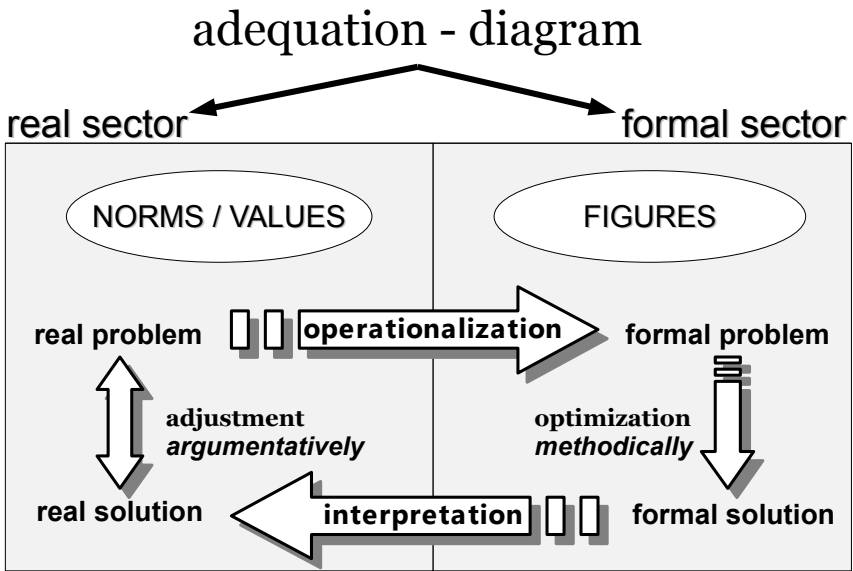 adequation - diagram
real sector
formal sector
NORMS / VALUES
FIGURES
real problem
operationalization
formal problem
adjustment
argumentatively
optimization
methodically
real solution
interpretation
formal solution